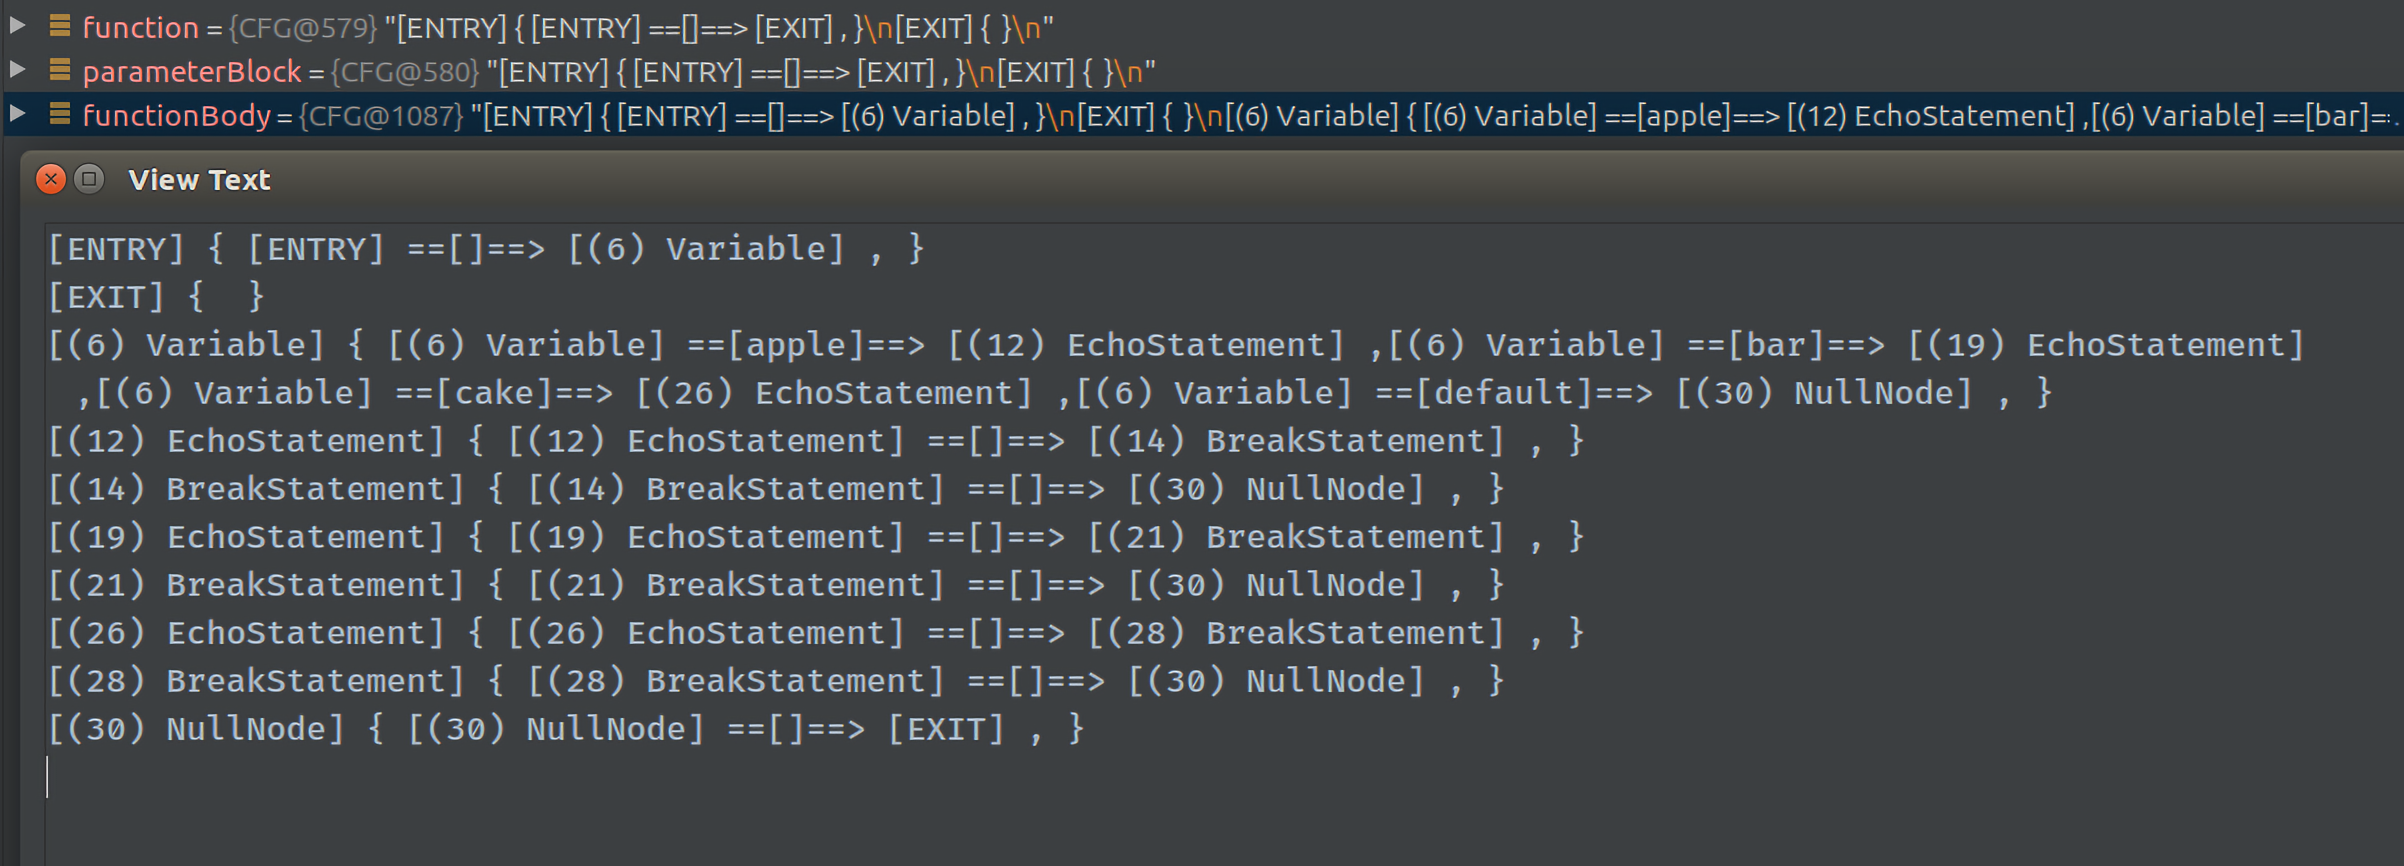 function = {CFG@579} "[ENTRY] { [ENTRY] ==[]==> [EXIT] , }\n[EXIT] {  }\n"
parameterBlock = {CFG@580} "[ENTRY] { [ENTRY] ==[]==> [EXIT] , }\n[EXIT] {  }\n"
functionBody = {CFG@1087} "[ENTRY] { [ENTRY] ==[]==> [(6) Variable] , }\n[EXIT] {  }\n[(6) Variable] { [(6) Variable] ==[apple]==> [(12) EchoStatement] ,[(6) Variable] ==[bar]=
View Text
[ENTRY] { [ENTRY] ==[]==> [(6) Variable] , }
[EXIT] {  }
[(6) Variable] { [(6) Variable] ==[apple]==> [(12) EchoStatement] ,[(6) Variable] ==[bar]==> [(19) EchoStatement]
,[(6) Variable] ==[cake]==> [(26) EchoStatement] ,[(6) Variable] ==[default]==> [(30) NullNode] , }
[(12) EchoStatement] { [(12) EchoStatement] ==[]==> [(14) BreakStatement] , }
[(14) BreakStatement] { [(14) BreakStatement] ==[]==> [(30) NullNode] , }
[(19) EchoStatement] { [(19) EchoStatement] ==[]==> [(21) BreakStatement] , }
[(21) BreakStatement] { [(21) BreakStatement] ==[]==> [(30) NullNode] , }
[(26) EchoStatement] { [(26) EchoStatement] ==[]==> [(28) BreakStatement] , }
[(28) BreakStatement] { [(28) BreakStatement] ==[]==> [(30) NullNode] , }
[(30) NullNode] { [(30) NullNode] ==[]==> [EXIT] , }